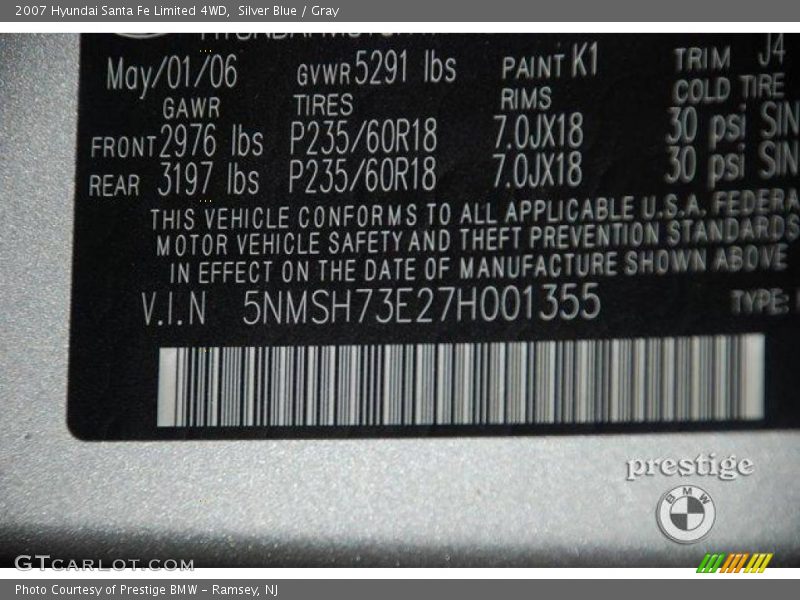 2007 Hyundai Santa Fe Limited 4WD, Silver Blue / Gray
May/01/06 GVWR 5291 lbs PAINT K1 TRIM J4
GAWR TIRES RIMS COLD TIRE
FRONT 2976 lbs P235/60R18 7.0JX18 30 psi SIN
REAR 3197 lbs P235/60R18 7.0JX18 30 psi SIN
THIS VEHICLE CONFORMS TO ALL APPLICABLE U.S.A. FEDERA
MOTOR VEHICLE SAFETY AND THEFT PREVENTION STANDARDS
IN EFFECT ON THE DATE OF MANUFACTURE SHOWN ABOVE
V.I.N 5NMSH73E27H001355 TYPE:
prestige
BMW
GTcarlot.com
Photo Courtesy of Prestige BMW - Ramsey, NJ